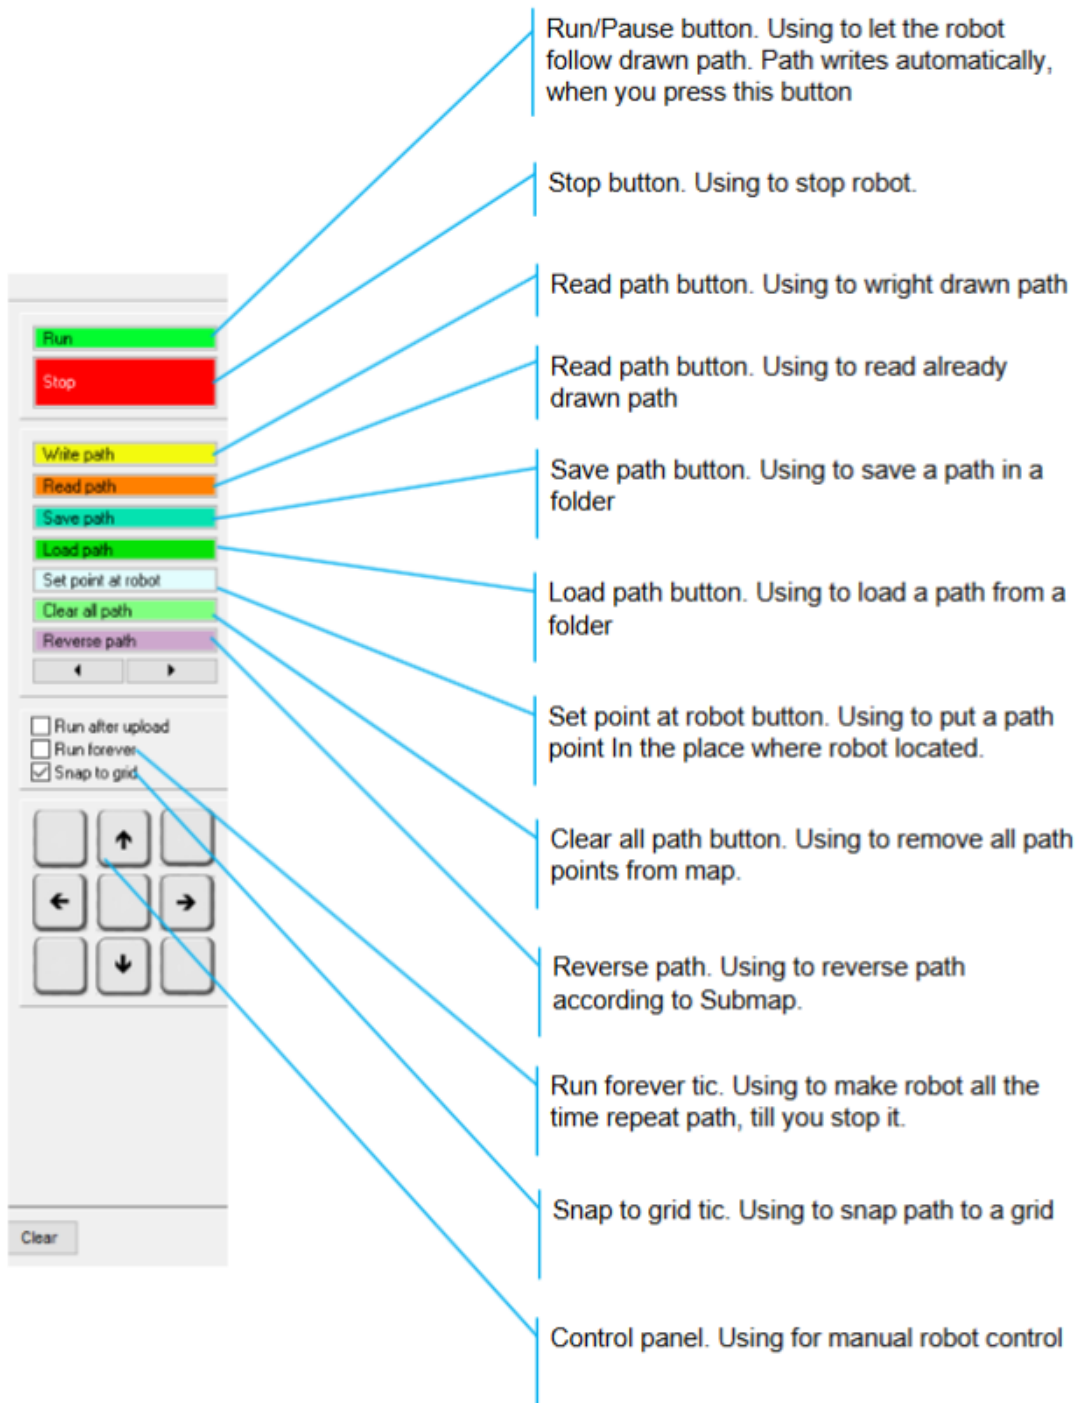 Run/Pause button. Using to let the robot
follow drawn path. Path writes automatically,
when you press this button
Stop button. Using to stop robot.
Read path button. Using to wright drawn path
Read path button. Using to read already
drawn path
Save path button. Using to save a path in a
folder
Load path button. Using to load a path from a
folder
Set point at robot button. Using to put a path
point In the place where robot located.
Clear all path button. Using to remove all path
points from map.
Reverse path. Using to reverse path
according to Submap.
Run forever tic. Using to make robot all the
time repeat path, till you stop it.
Snap to grid tic. Using to snap path to a grid
Control panel. Using for manual robot control
Run
Stop
Write path
Read path
Save path
Load path
Set point at robot
Clear all path
Reverse path
Run after upload
Run forever
Snap to grid
Clear